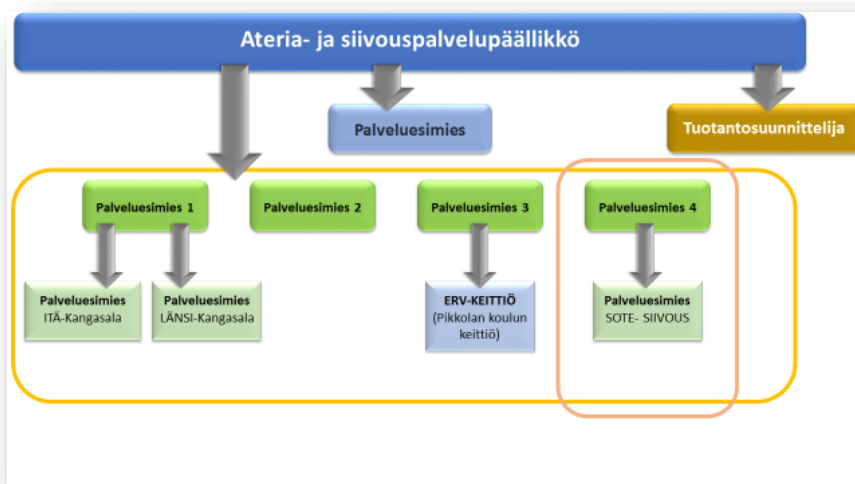 Ateria- ja siivouspalvelupäällikkö
Palveluesimies
Tuotantosuunnittelija
Palveluesimies 1
Palveluesimies 2
Palveluesimies 3
Palveluesimies 4
Palveluesimies
ITÄ-Kangasala
Palveluesimies
LÄNSI-Kangasala
ERV-KEITTIÖ
(Pikkolan koulun
keittiö)
Palveluesimies
SOTE- SIIVOUS